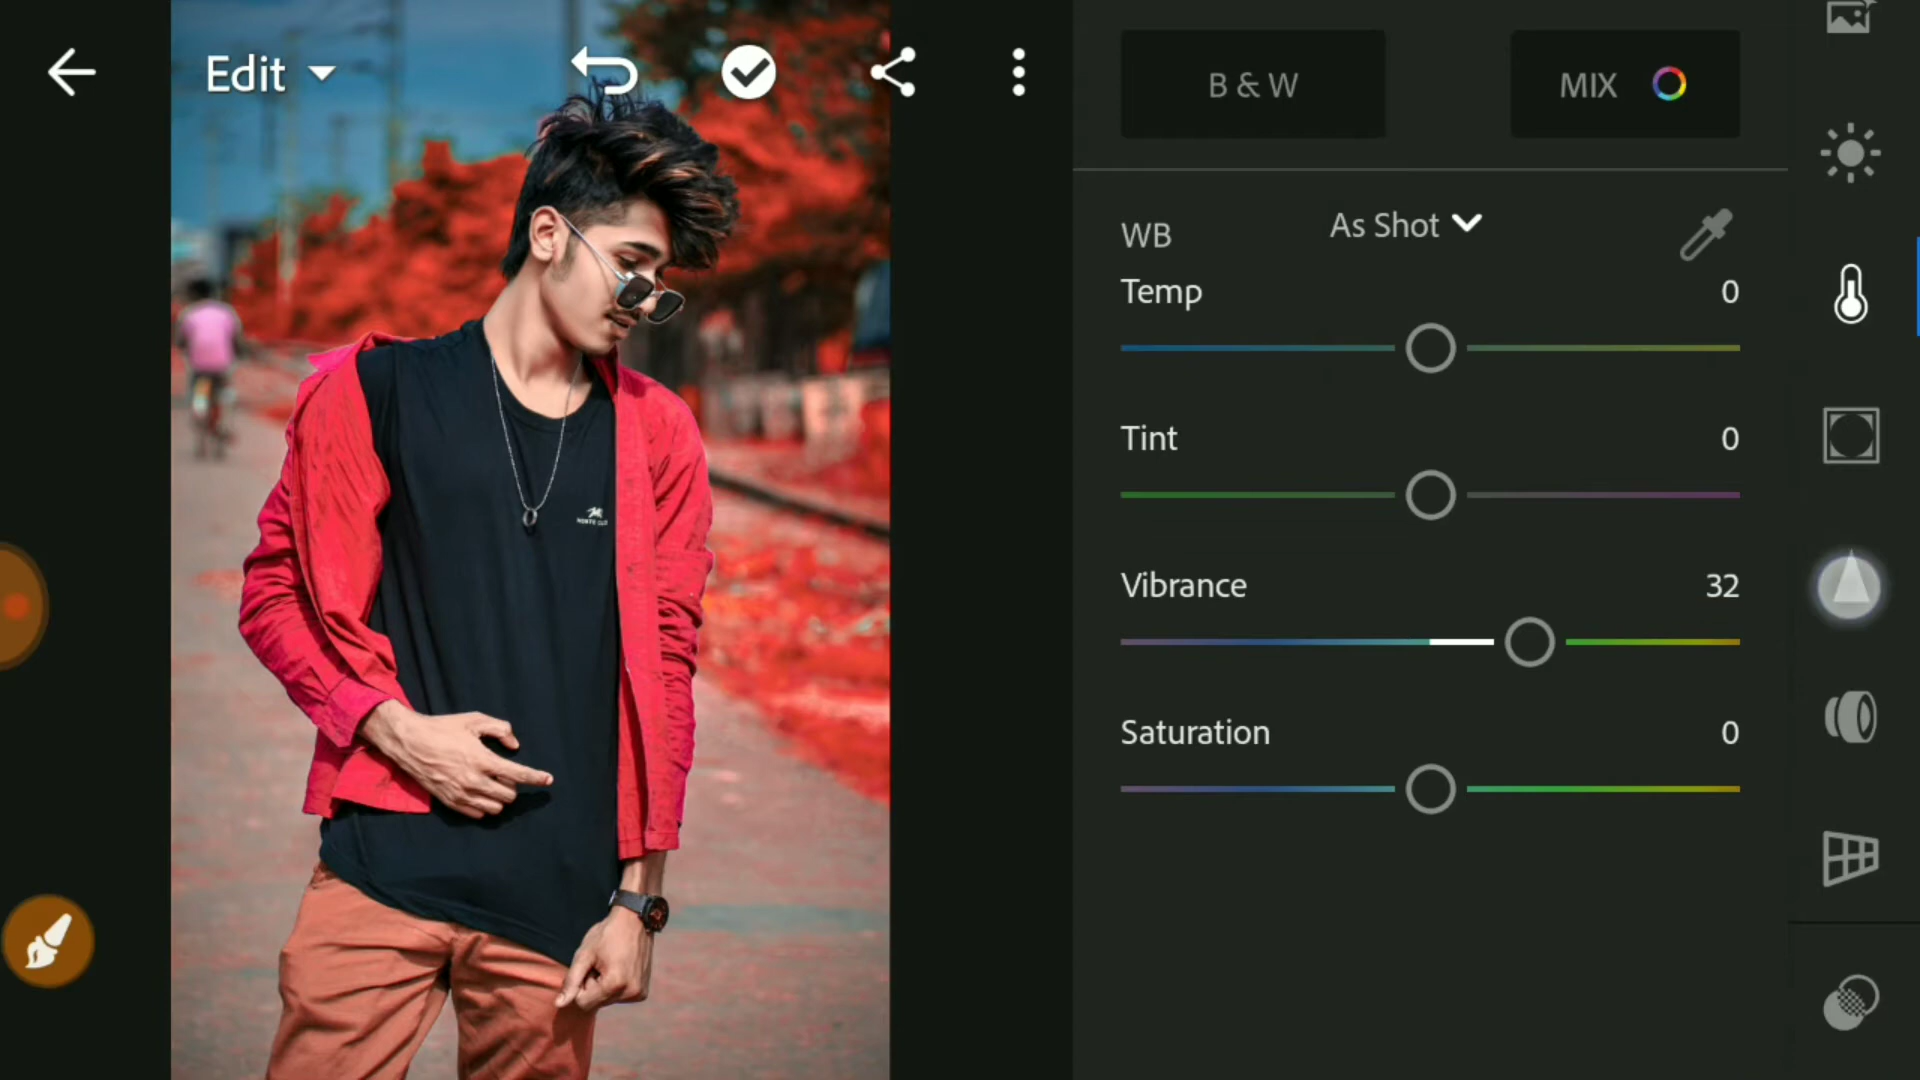 Edit
B & W
MIX
WB
As Shot
Temp
0
Tint
0
Vibrance
32
Saturation
0